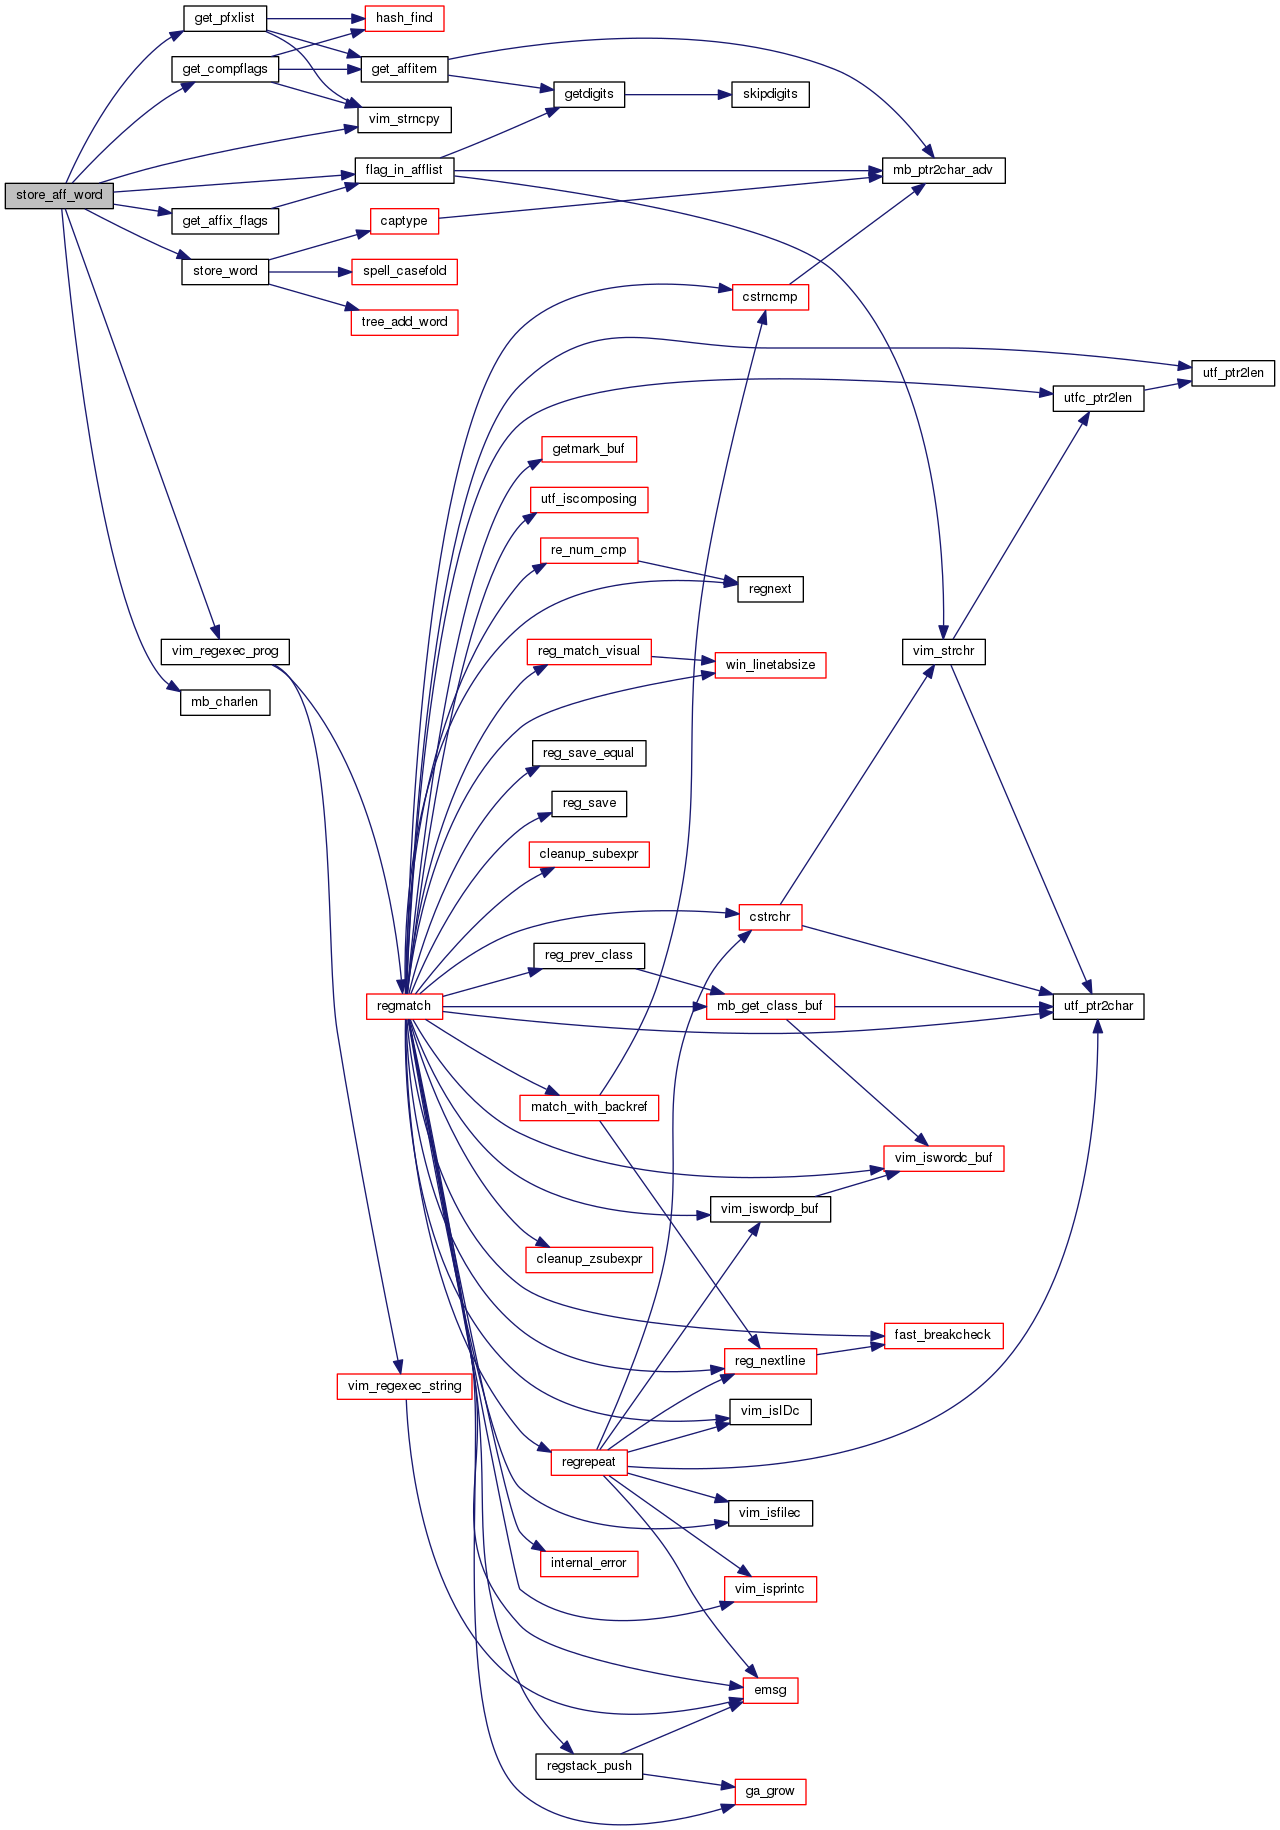 get_pfxlist
hash_find
get_compflags
get_affitem
getdigits
skipdigits
vim_strncpy
flag_in_afflist
mb_ptr2char_adv
store_aff_word
get_affix_flags
captype
store_word
spell_casefold
cstrncmp
tree_add_word
utf_ptr2len
utfc_ptr2len
getmark_buf
utf_iscomposing
re_num_cmp
regnext
vim_regexec_prog
reg_match_visual
win_linetabsize
vim_strchr
mb_charlen
reg_save_equal
reg_save
cleanup_subexpr
cstrchr
reg_prev_class
regmatch
mb_get_class_buf
utf_ptr2char
match_with_backref
vim_iswordc_buf
vim_iswordp_buf
cleanup_zsubexpr
fast_breakcheck
reg_nextline
vim_regexec_string
vim_isIDc
regrepeat
vim_isfilec
internal_error
vim_isprintc
emsg
regstack_push
ga_grow